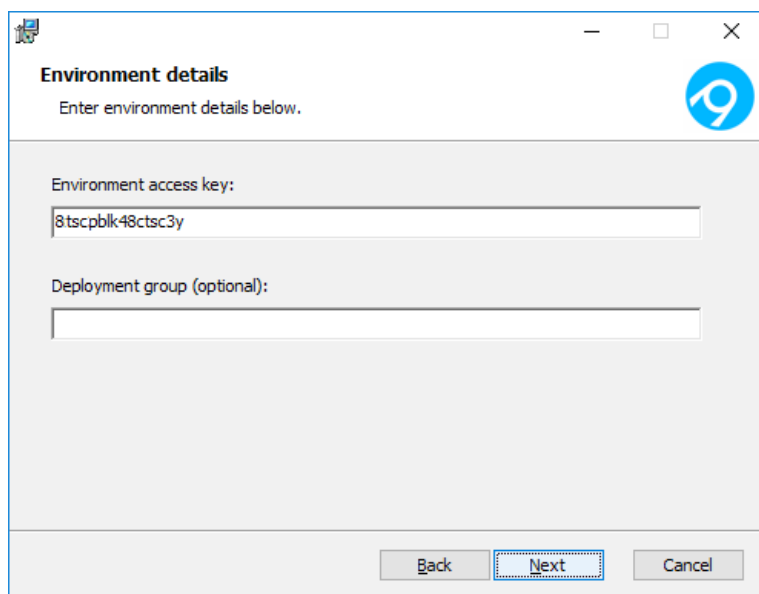 Environment details
Enter environment details below.
Environment access key:
8tscpblk48ctsc3y
Deployment group (optional):
Back
Next
Cancel